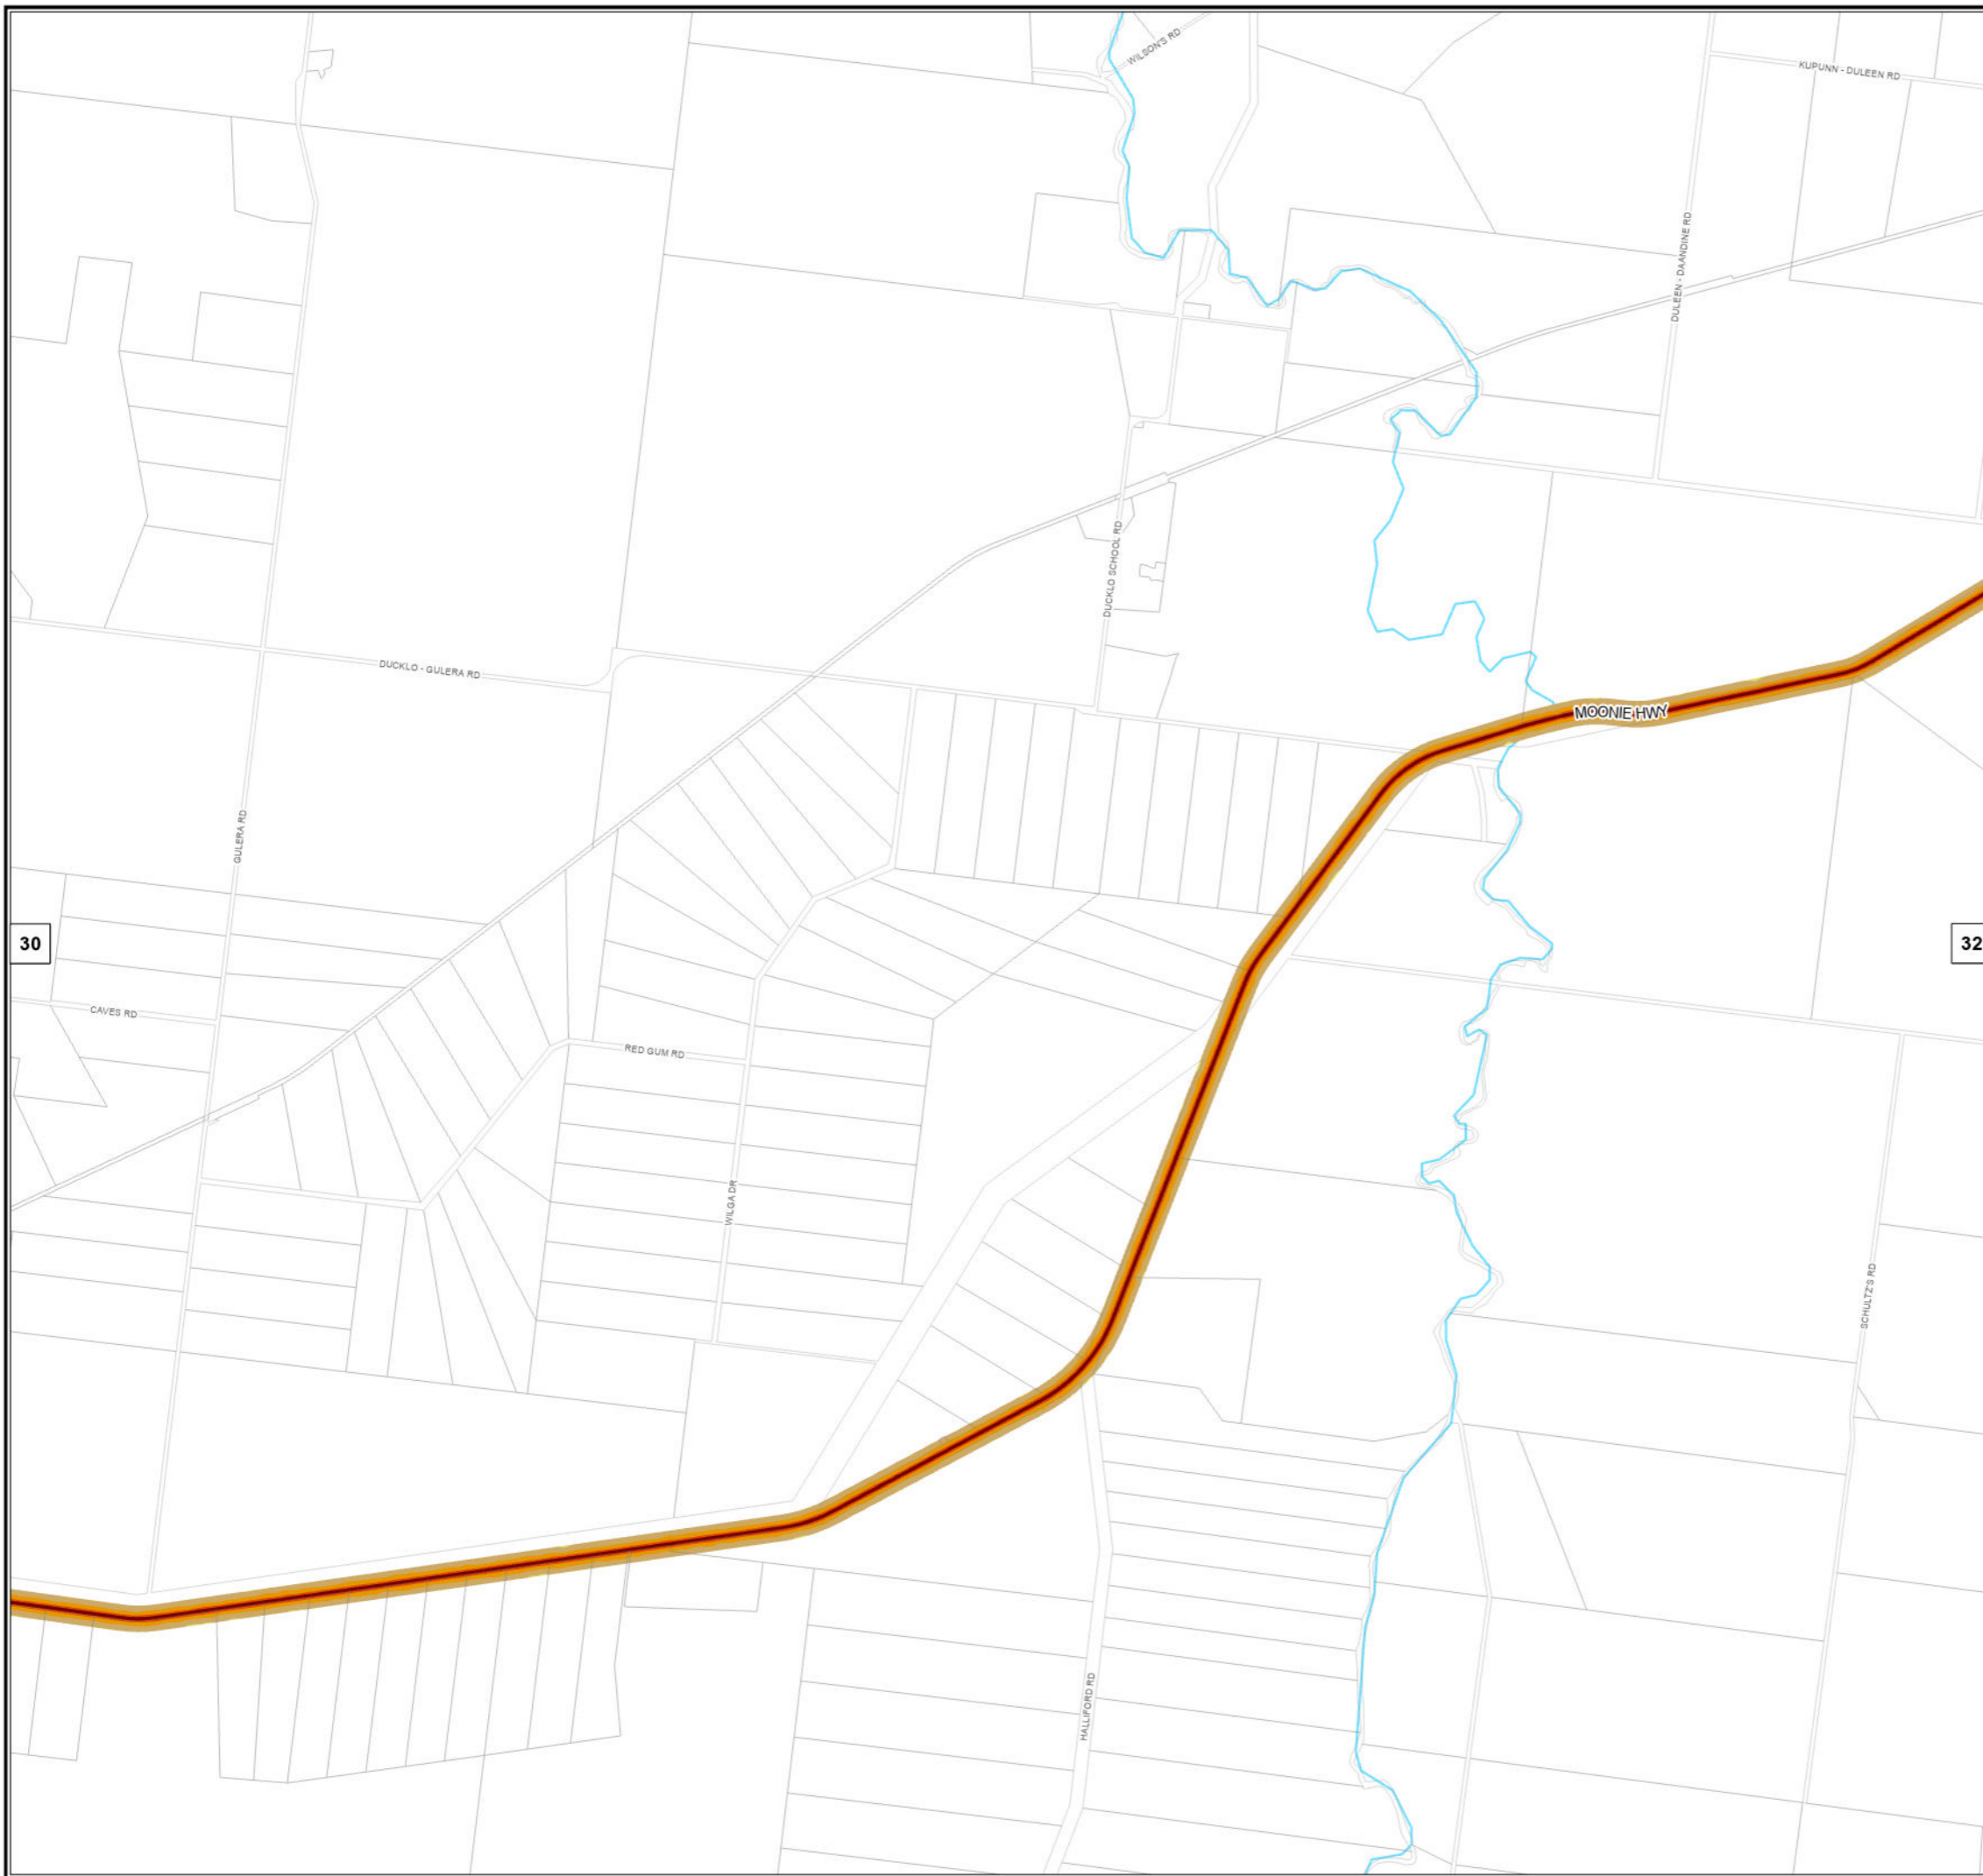 WILSON'S RD
KUPUNN - DULEEN RD
DULEEN - DAANDINE RD
DUCKLO SCHOOL RD
DUCKLO - GULERA RD
MOONIE HWY
GULERA RD
30
32
CAVES RD
RED GUM RD
WILGA DR
SCHULTZ'S RD
HALLIFORD RD